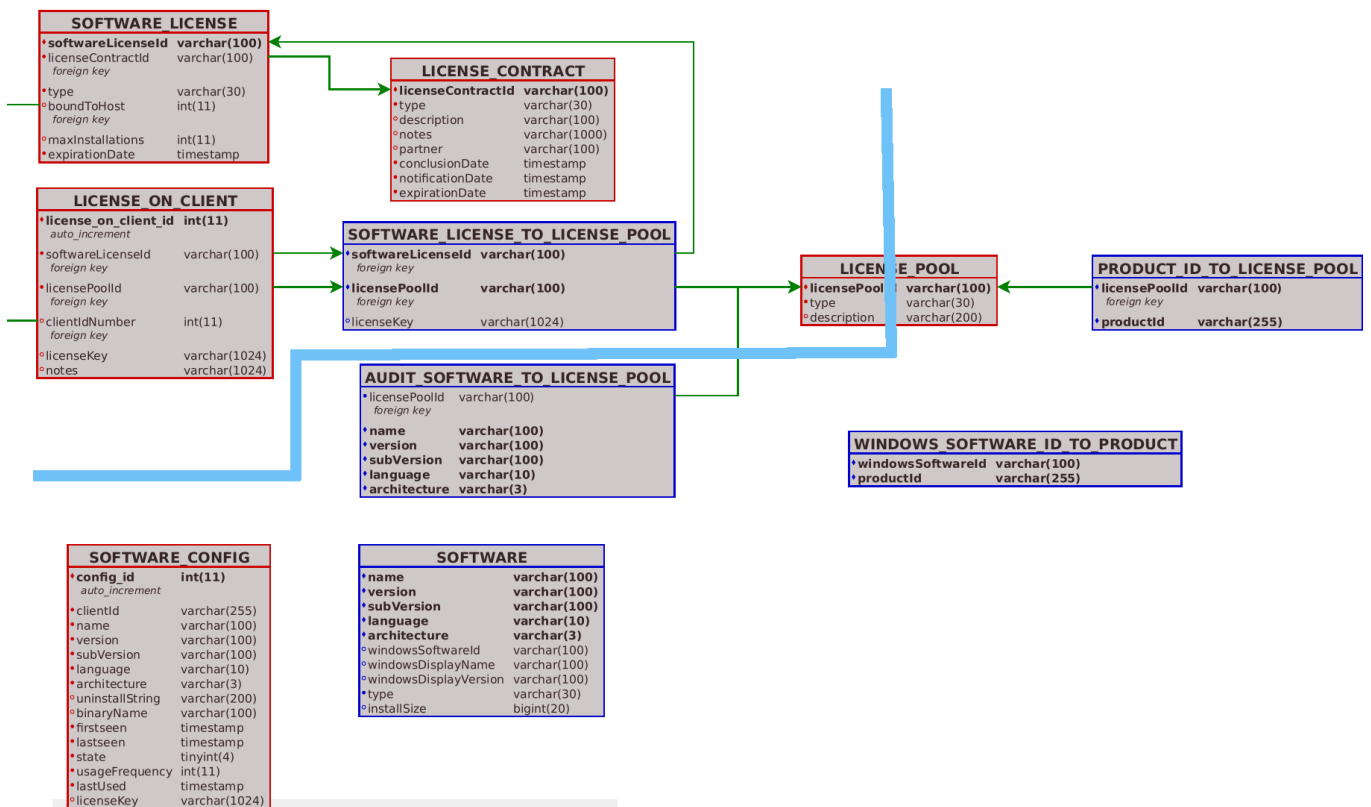 SOFTWARE_LICENSE
softwareLicenseId varchar(100)
licenseContractId varchar(100)
foreign key
type varchar(30)
boundToHost int(11)
foreign key
maxInstallations int(11)
expirationDate timestamp
LICENSE_CONTRACT
licenseContractId varchar(100)
type varchar(30)
description varchar(100)
notes varchar(1000)
partner varchar(100)
conclusionDate timestamp
notificationDate timestamp
expirationDate timestamp
LICENSE_ON_CLIENT
license_on_client_id int(11)
auto_increment
softwareLicenseId varchar(100)
foreign key
licensePoolId varchar(100)
foreign key
clientIdNumber int(11)
foreign key
licenseKey varchar(1024)
notes varchar(1024)
SOFTWARE_LICENSE_TO_LICENSE_POOL
softwareLicenseId varchar(100)
foreign key
licensePoolId varchar(100)
foreign key
licenseKey varchar(1024)
LICENSE_POOL
licensePoolI varchar(100)
type varchar(30)
description varchar(200)
PRODUCT_ID_TO_LICENSE_POOL
licensePoolId varchar(100)
foreign key
productId varchar(255)
AUDIT_SOFTWARE_TO_LICENSE_POOL
licensePoolId varchar(100)
foreign key
name varchar(100)
version varchar(100)
subVersion varchar(100)
language varchar(10)
architecture varchar(3)
WINDOWS_SOFTWARE_ID_TO_PRODUCT
windowsSoftwareId varchar(100)
productId varchar(255)
SOFTWARE_CONFIG
config_id int(11)
auto_increment
clientId varchar(255)
name varchar(100)
version varchar(100)
subVersion varchar(100)
language varchar(10)
architecture varchar(3)
uninstallString varchar(200)
binaryName varchar(100)
firstseen timestamp
lastseen timestamp
state tinyint(4)
usageFrequency int(11)
lastUsed timestamp
licenseKey varchar(1024)
SOFTWARE
name varchar(100)
version varchar(100)
subVersion varchar(100)
language varchar(10)
architecture varchar(3)
windowsSoftwareId varchar(100)
windowsDisplayName varchar(100)
windowsDisplayVersion varchar(100)
type varchar(30)
installSize bigint(20)